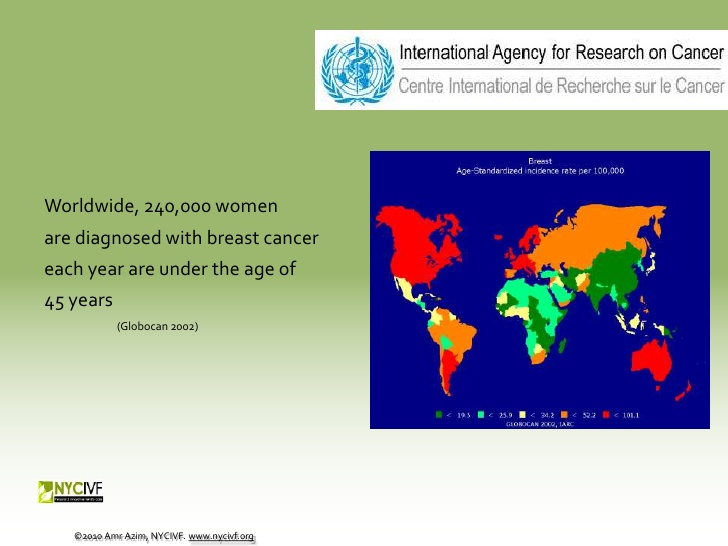 International Agency for Research on Cancer
Centre International de Recherche sur le Cancer
Breast
Age-Standardized incidence rate per 100,000
Worldwide, 240,000 women
are diagnosed with breast cancer
each year are under the age of
45 years
(Globocan 2002)
< 19.5 < 25.9 < 34.2 < 52.2 < 101.1
GLOBOCAN 2002, IARC
NYCIVF
©2010 Amr Azim, NYCIVF. www.nycivf.org